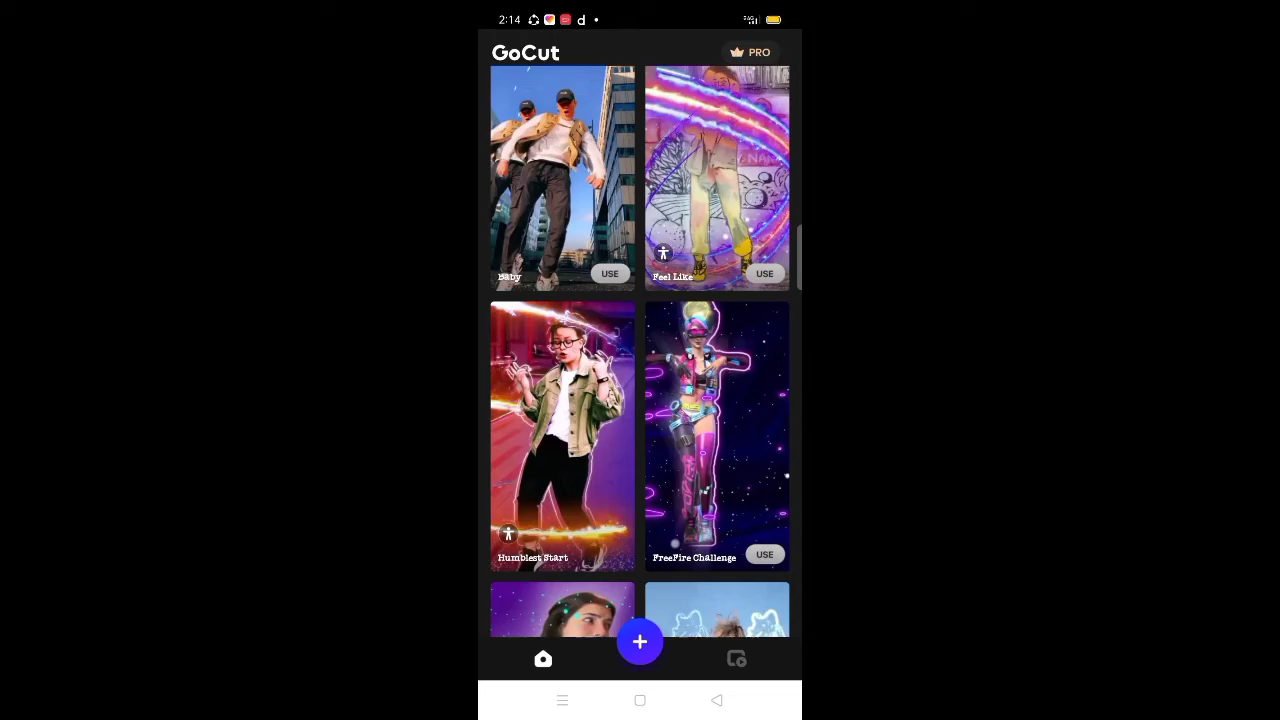 2:14
GoCut
PRO
Baby
USE
Feel Like
USE
Humblest Start
FreeFire Challenge
USE